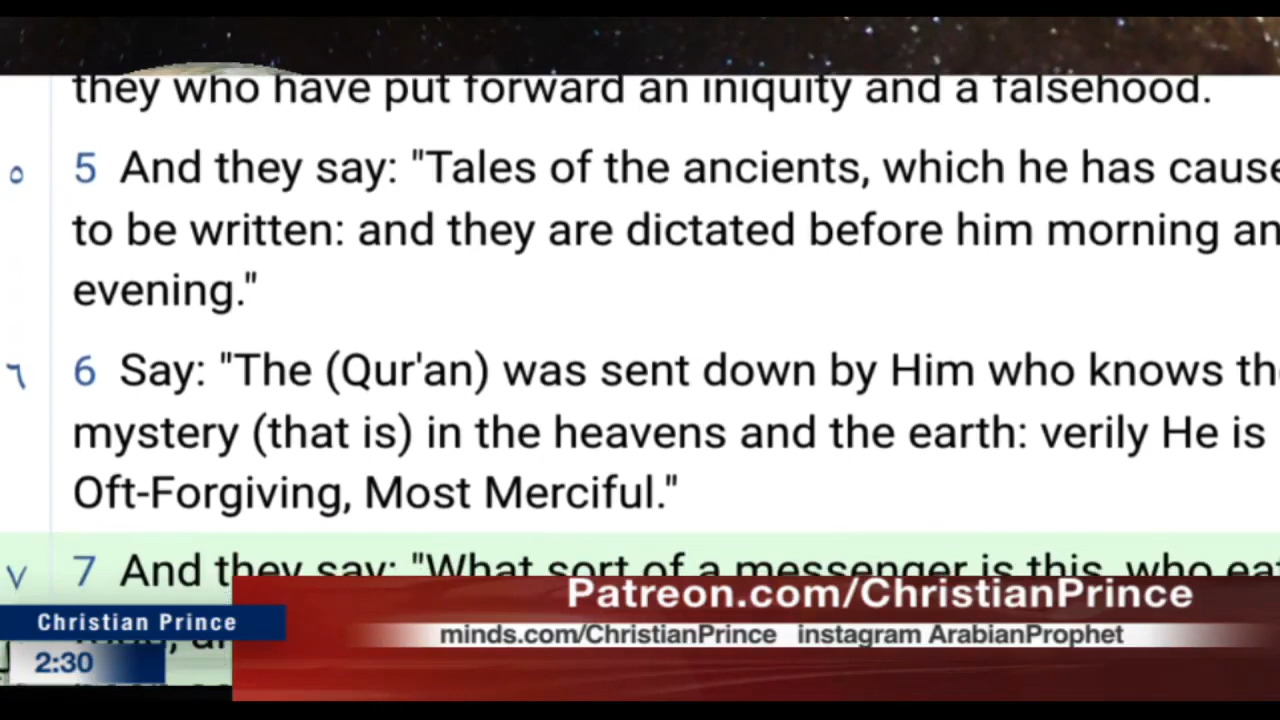 they who have put forward an iniquity and a falsehood.
٥ 5 And they say: "Tales of the ancients, which he has cause
to be written: and they are dictated before him morning an
evening."
٦ 6 Say: "The (Qur'an) was sent down by Him who knows th
mystery (that is) in the heavens and the earth: verily He is
Oft-Forgiving, Most Merciful."
٧ 7 And they say: "What sort of a messenger is this, who ea
Patreon.com/ChristianPrince
Christian Prince
minds.com/ChristianPrince instagram ArabianProphet
2:30